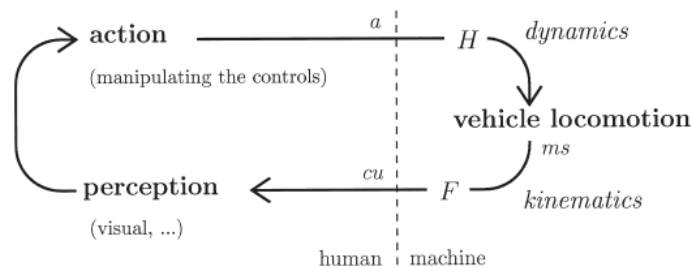 action
a
H
dynamics
(manipulating the controls)
vehicle locomotion
ms
perception
cu
F
kinematics
(visual, ...)
human
machine